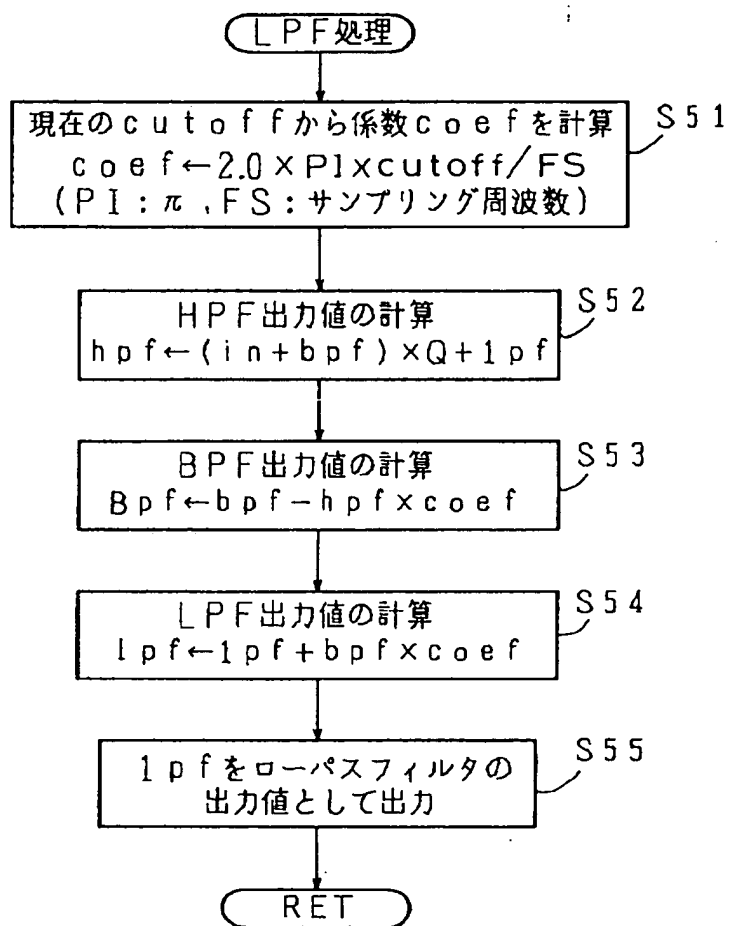 LPF処理
S51
現在のcutoffから係数coefを計算
coef←2.0×PI×cutoff/FS
(PI:π,FS:サンプリング周波数)
S52
HPF出力値の計算
hpf←(in+bpf)×Q+1pf
S53
BPF出力値の計算
Bpf←bpf-hpf×coef
S54
LPF出力値の計算
lpf←1pf+bpf×coef
S55
1pfをローパスフィルタの
出力値として出力
RET